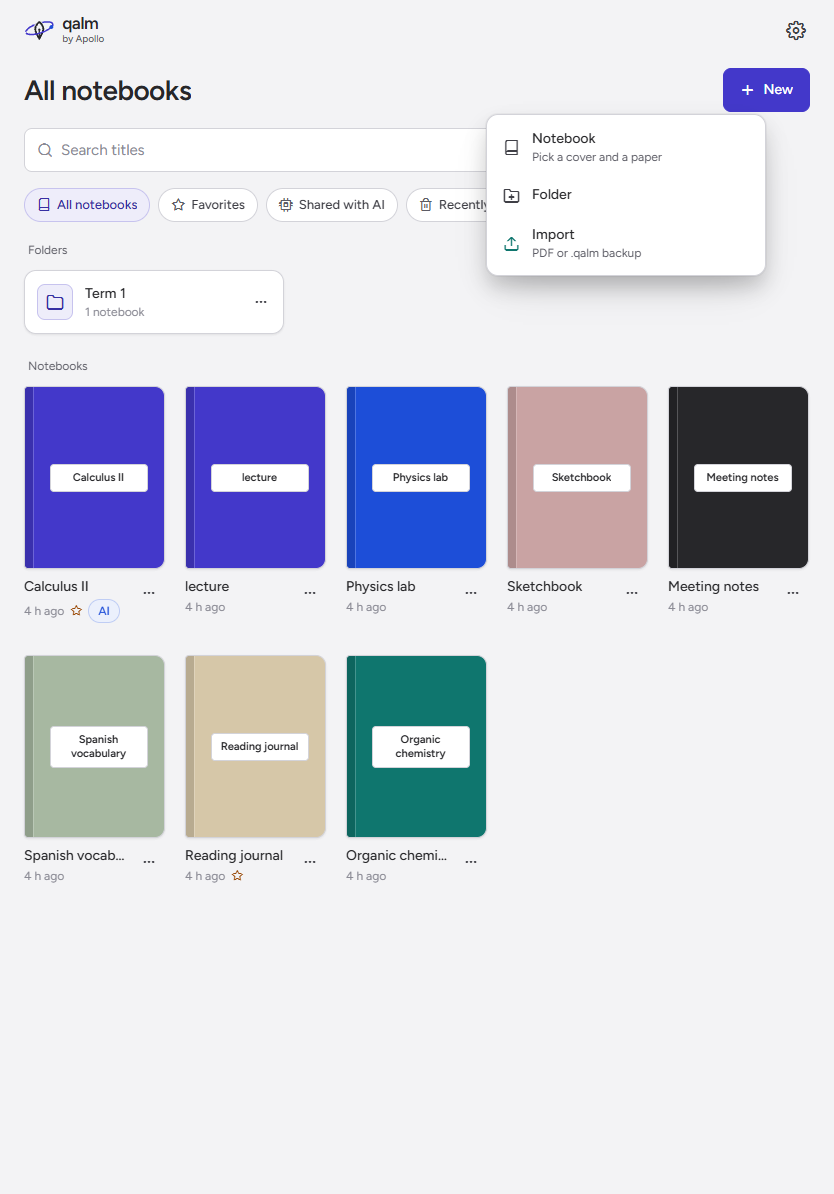 qalm
by Apollo
All notebooks
+ New
Search titles
Notebook
Pick a cover and a paper
Folder
Import
PDF or .qalm backup
All notebooks
Favorites
Shared with AI
Recently
Folders
Term 1
1 notebook
...
Notebooks
Calculus II
lecture
Physics lab
Sketchbook
Meeting notes
Calculus II
...
4 h ago
AI
lecture
...
4 h ago
Physics lab
...
4 h ago
Sketchbook
...
4 h ago
Meeting notes
...
4 h ago
Spanish
vocabulary
Reading journal
Organic
chemistry
Spanish vocab...
...
4 h ago
Reading journal
...
4 h ago
Organic chemi...
...
4 h ago